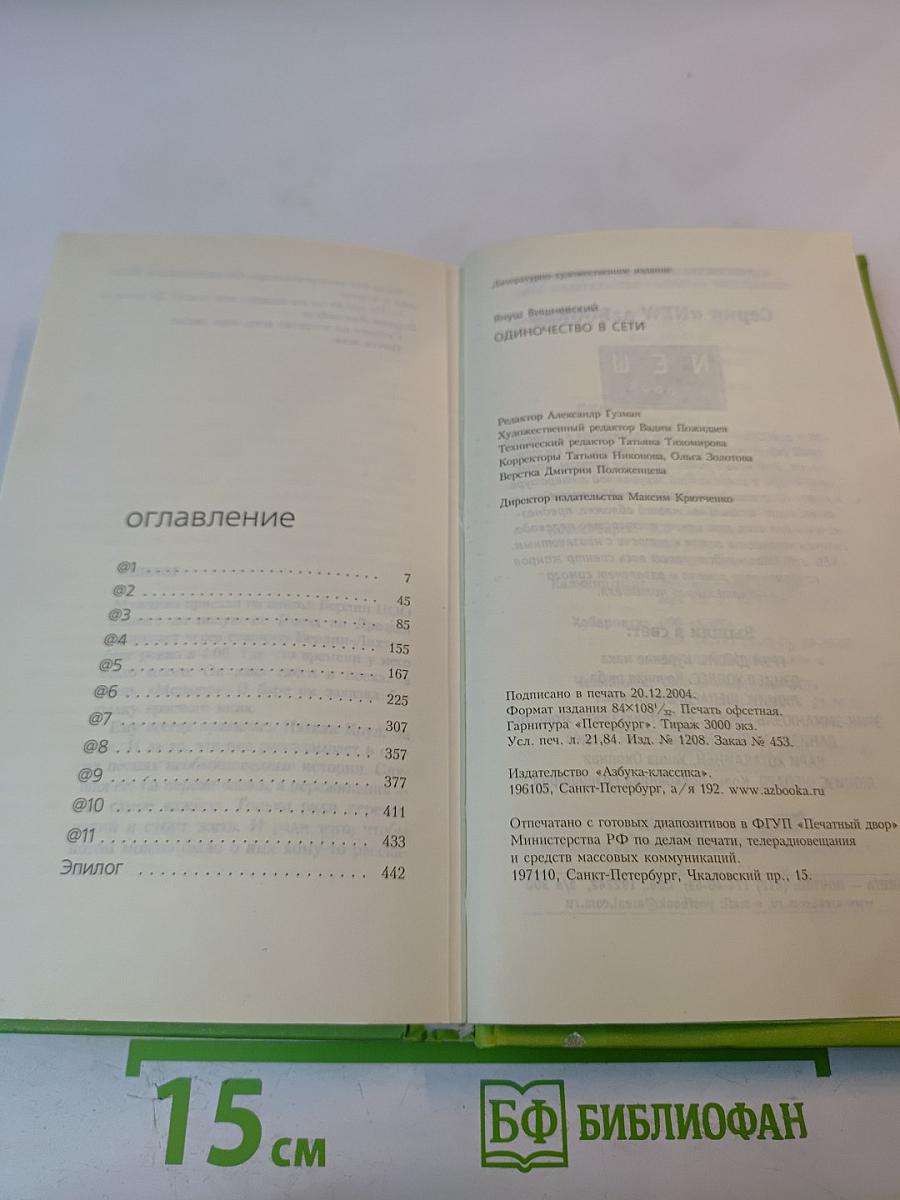 оглавление
@1 ........................ 7
@2 ........................ 45
@3 ........................ 85
@4 ........................ 155
@5 ........................ 167
@6 ........................ 225
@7 ........................ 307
@8 ........................ 357
@9 ........................ 377
@10 ........................ 411
@11 ........................ 433
Эпилог ........................ 442
Литературно-художественное издание
Януш Вишневский
ОДИНОЧЕСТВО В СЕТИ
Редактор Александр Гузман
Художественный редактор Вадим Пожидаев
Технический редактор Татьяна Тихомирова
Корректоры Татьяна Никонова, Ольга Золотова
Верстка Дмитрия Положенцева
Директор издательства Максим Крютченко
Подписано в печать 20.12.2004.
Формат издания 84×108 1/32. Печать офсетная.
Гарнитура «Петербург». Тираж 3000 экз.
Усл. печ. л. 21,84. Изд. № 1208. Заказ № 453.
Издательство «Азбука-классика».
196105, Санкт-Петербург, а/я 192. www.azbooka.ru
Отпечатано с готовых диапозитивов в ФГУП «Печатный двор»
Министерства РФ по делам печати, телерадиовещания
и средств массовых коммуникаций.
197110, Санкт-Петербург, Чкаловский пр., 15.
15 см
БФ БИБЛИОФАН